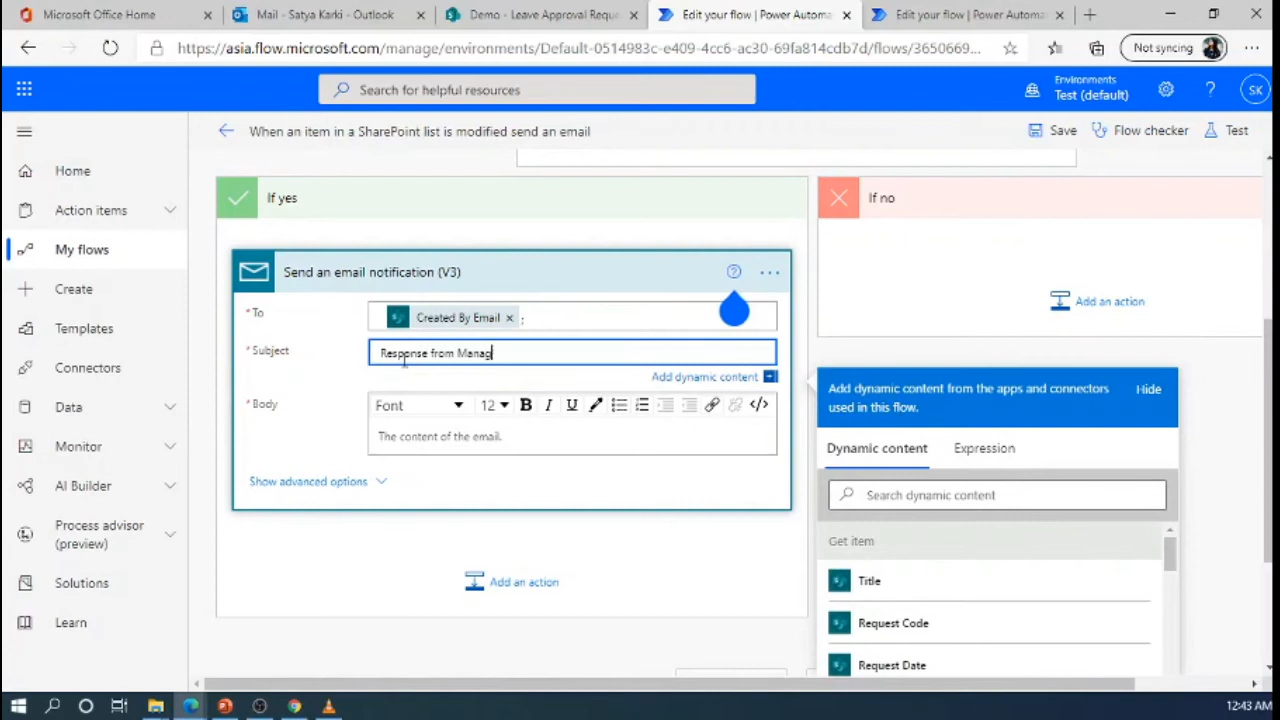 Microsoft Office Home
Mail - Satya Karki - Outlook
Demo - Leave Approval Requ
Edit your flow | Power Automa
Edit your flow | Power Automa
https://asia.flow.microsoft.com/manage/environments/Default-0514983c-e409-4cc6-ac30-69fa814cdb7d/flows/3650669...
Not syncing
Search for helpful resources
Environments
Test (default)
SK
When an item in a SharePoint list is modified send an email
Save
Flow checker
Test
Home
Action items
My flows
Create
Templates
Connectors
Data
Monitor
AI Builder
Process advisor
(preview)
Solutions
Learn
If yes
If no
Send an email notification (V3)
* To
Created By Email ;
* Subject
Response from Manag
Add dynamic content
* Body
Font
12
The content of the email.
Show advanced options
Add an action
Add an action
Add dynamic content from the apps and connectors
used in this flow.
Hide
Dynamic content
Expression
Search dynamic content
Get item
Title
Request Code
Request Date
12:43 AM